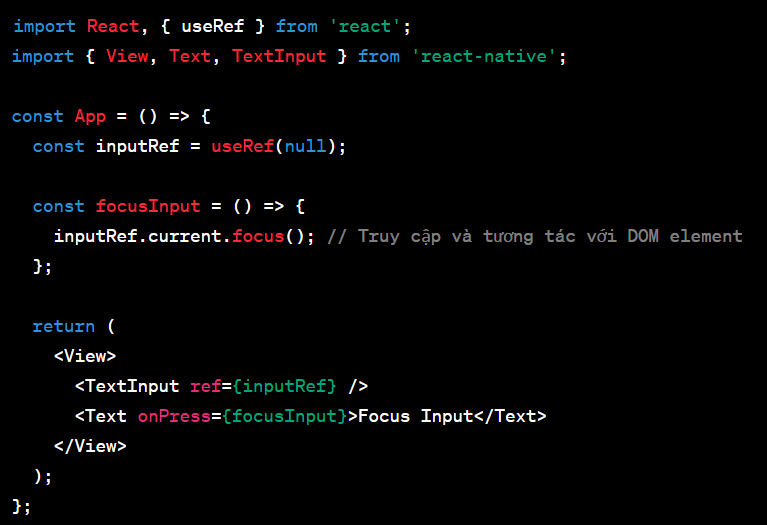 import React, { useRef } from 'react';
import { View, Text, TextInput } from 'react-native';
const App = () => {
const inputRef = useRef(null);
const focusInput = () => {
inputRef.current.focus(); // Truy cập và tương tác với DOM element
};
return (
<View>
<TextInput ref={inputRef} />
<Text onPress={focusInput}>Focus Input</Text>
</View>
);
};